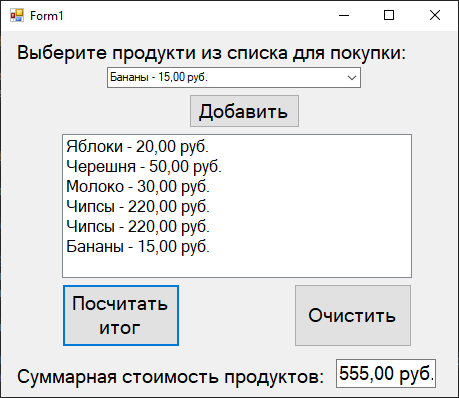 Form1
Выберите продукти из списка для покупки:
Бананы - 15,00 руб.
Добавить
Яблоки - 20,00 руб.
Черешня - 50,00 руб.
Молоко - 30,00 руб.
Чипсы - 220,00 руб.
Чипсы - 220,00 руб.
Бананы - 15,00 руб.
Посчитать
итог
Очистить
Суммарная стоимость продуктов: 555,00 руб.